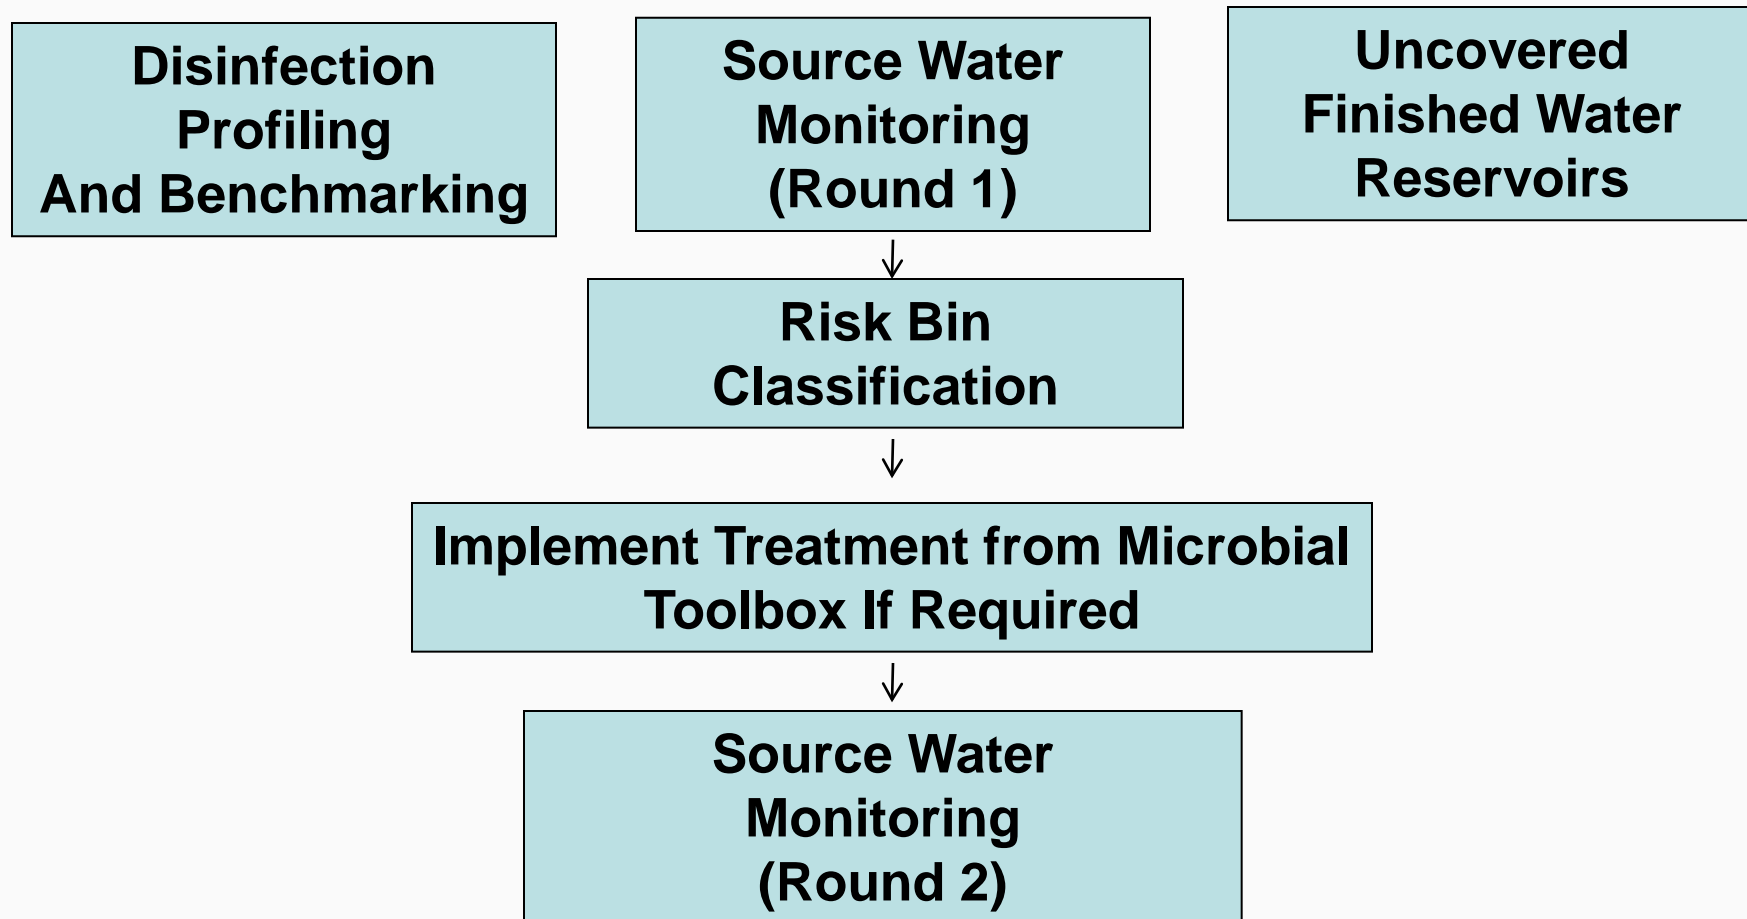 Disinfection
Profiling
And Benchmarking
Source Water
Monitoring
(Round 1)
Uncovered
Finished Water
Reservoirs
Risk Bin
Classification
Implement Treatment from Microbial
Toolbox If Required
Source Water
Monitoring
(Round 2)